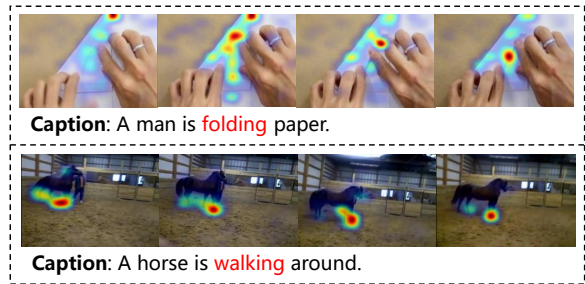 Caption: A man is folding paper.
Caption: A horse is walking around.